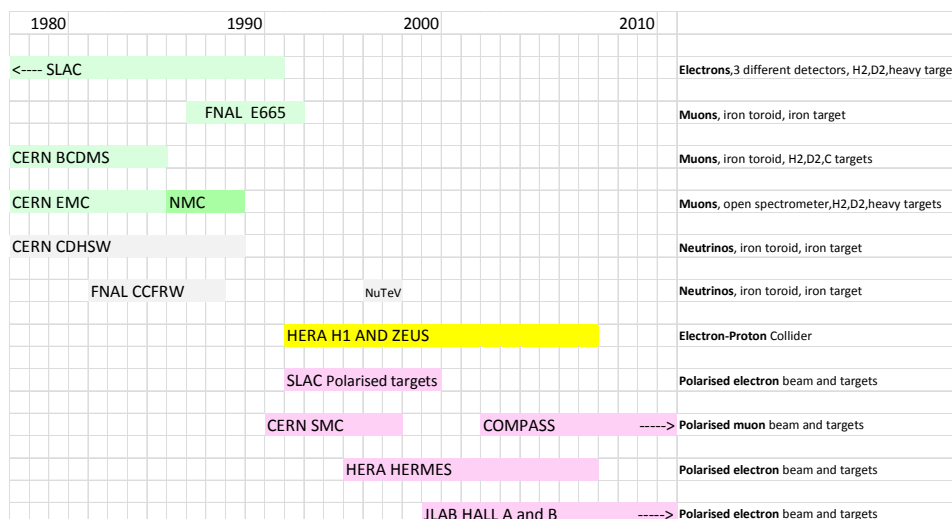 1980 1990 2000 2010
<---- SLAC Electrons,3 different detectors, H2,D2,heavy targe
FNAL E665 Muons, iron toroid, iron target
CERN BCDMS Muons, iron toroid, H2,D2,C targets
CERN EMC NMC Muons, open spectrometer,H2,D2,heavy targets
CERN CDHSW Neutrinos, iron toroid, iron target
FNAL CCFRW NuTeV Neutrinos, iron toroid, iron target
HERA H1 AND ZEUS Electron-Proton Collider
SLAC Polarised targets Polarised electron beam and targets
CERN SMC COMPASS -----> Polarised muon beam and targets
HERA HERMES Polarised electron beam and targets
JLAB HALL A and B -----> Polarised electron beam and targets